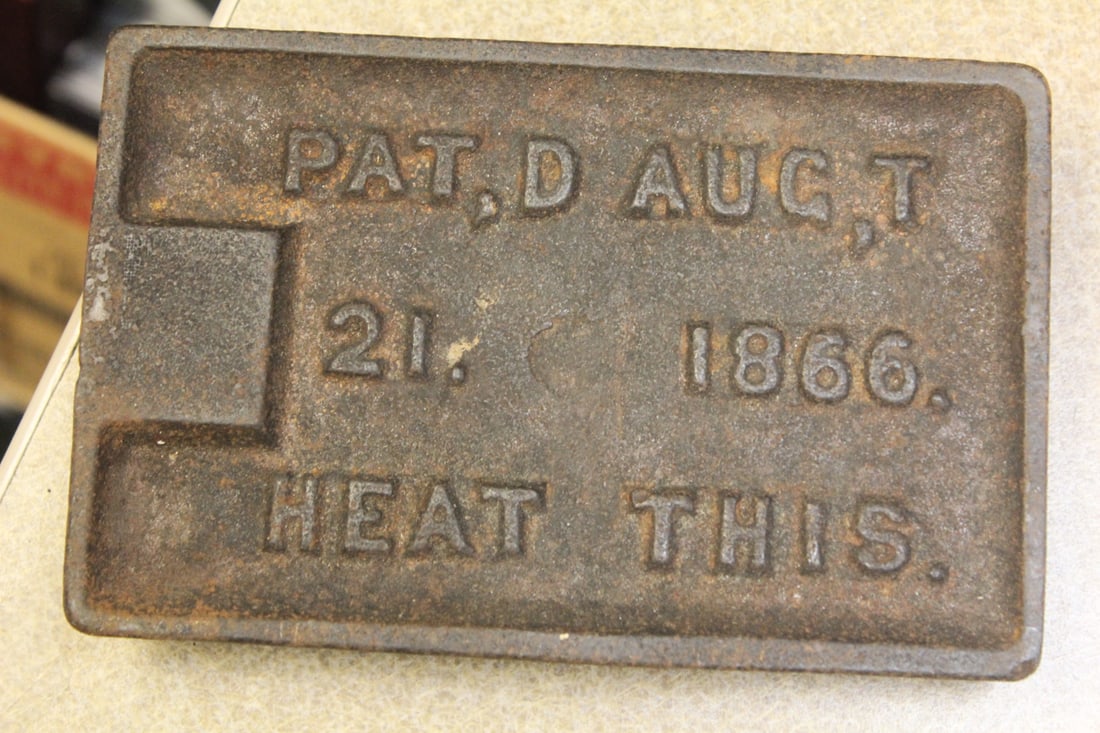 PAT,D AUG,T
21. 1866.
HEAT THIS.